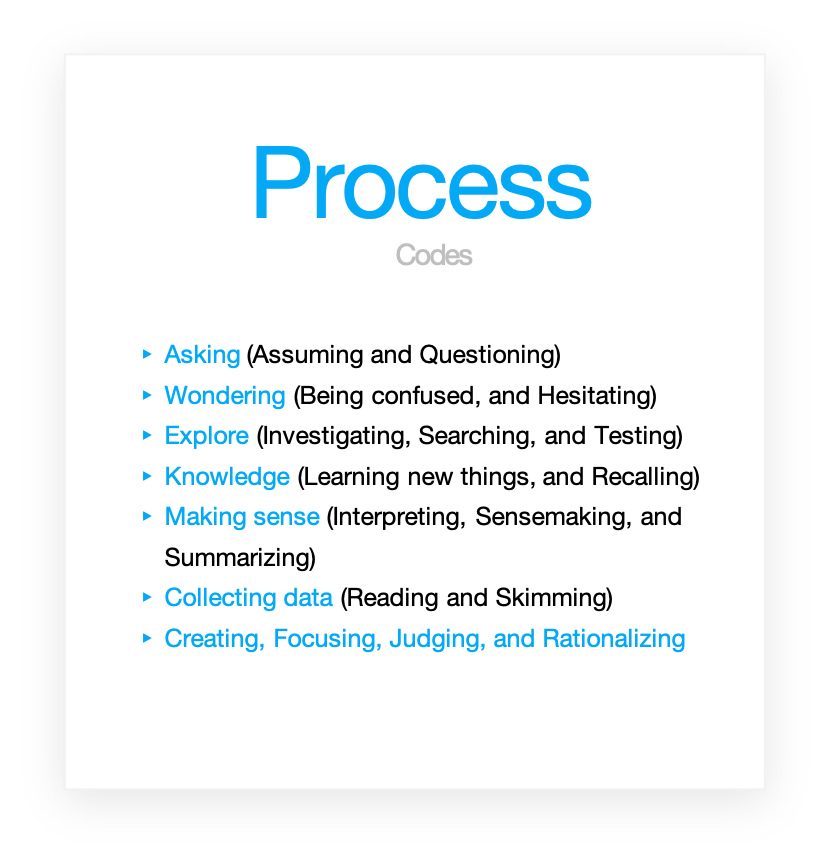 Process
Codes
‣ Asking (Assuming and Questioning)
‣ Wondering (Being confused, and Hesitating)
‣ Explore (Investigating, Searching, and Testing)
‣ Knowledge (Learning new things, and Recalling)
‣ Making sense (Interpreting, Sensemaking, and
Summarizing)
‣ Collecting data (Reading and Skimming)
‣ Creating, Focusing, Judging, and Rationalizing